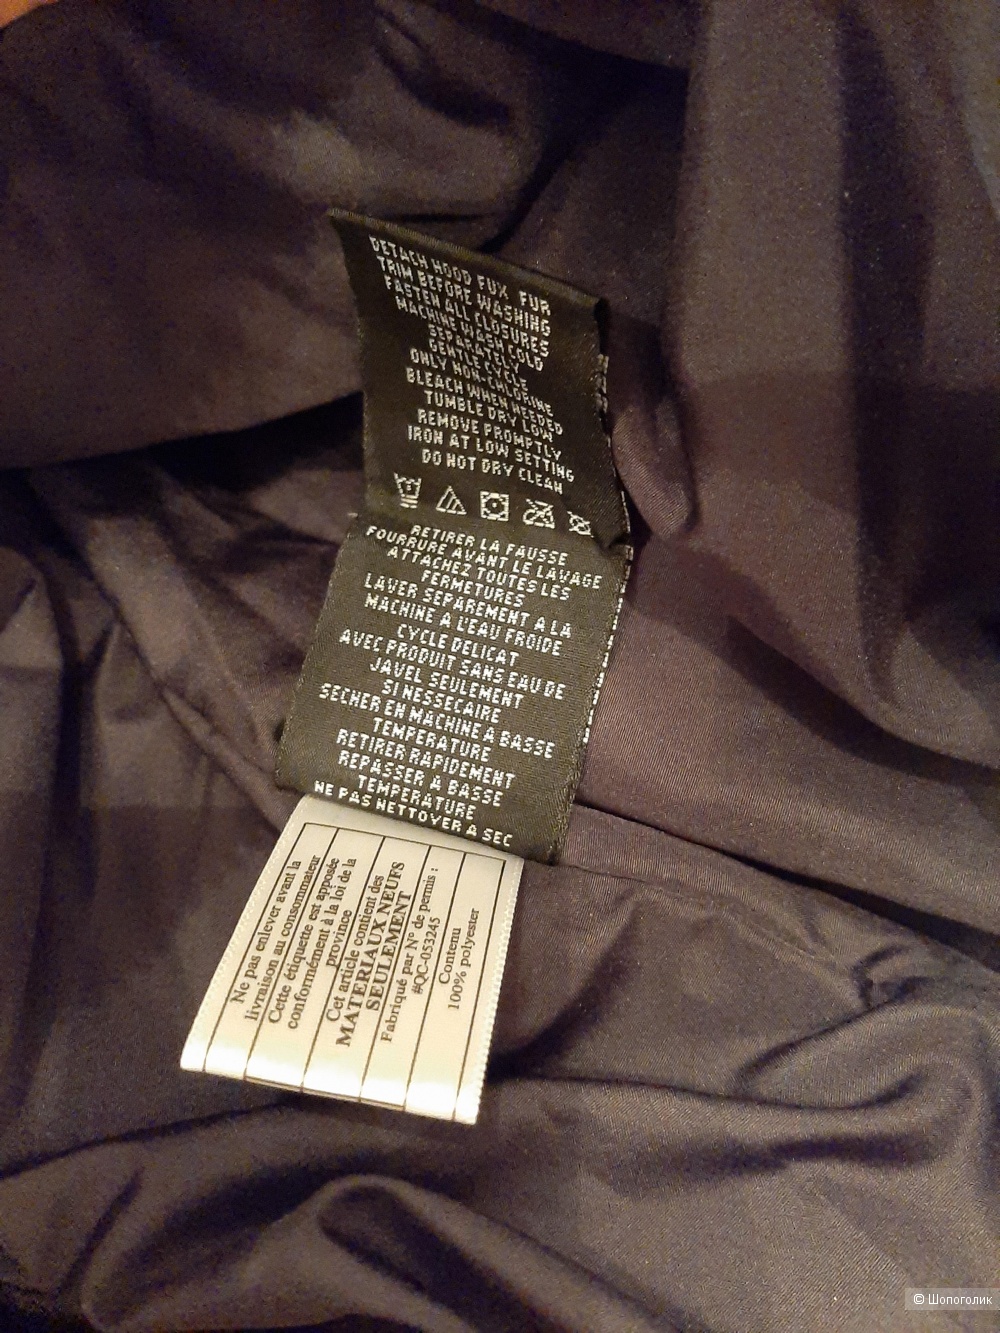 DETACH HOOD FUX FUR
TRIM BEFORE WASHING
FASTEN ALL CLOSURES
MACHINE WASH COLD
SEPARATELY
GENTLE CYCLE
ONLY NON-CHLORINE
BLEACH WHEN NEEDED
TUMBLE DRY LOW
REMOVE PROMPTLY
IRON AT LOW SETTING
DO NOT DRY CLEAN
RETIRER LA FAUSSE
FOURRURE AVANT LE LAVAGE
ATTACHEZ TOUTES LES
FERMETURES
LAVER SEPAREMENT A LA
MACHINE A L'EAU FROIDE
CYCLE DELICAT
AVEC PRODUIT SANS EAU DE
JAVEL SEULEMENT
SI NESSECAIRE
SECHER EN MACHINE A BASSE
TEMPERATURE
RETIRER RAPIDEMENT
REPASSER A BASSE
TEMPERATURE
NE PAS NETTOYER A SEC
Ne pas enlever avant la
livraison au consommateur
Cette étiquette est apposée
conformément à la loi de la
province
Cet article contient des
MATERIAUX NEUFS
SEULEMENT
Fabriqué par N° de permis :
#QC-053245
Contenu
100% polyester
© Шопоголик